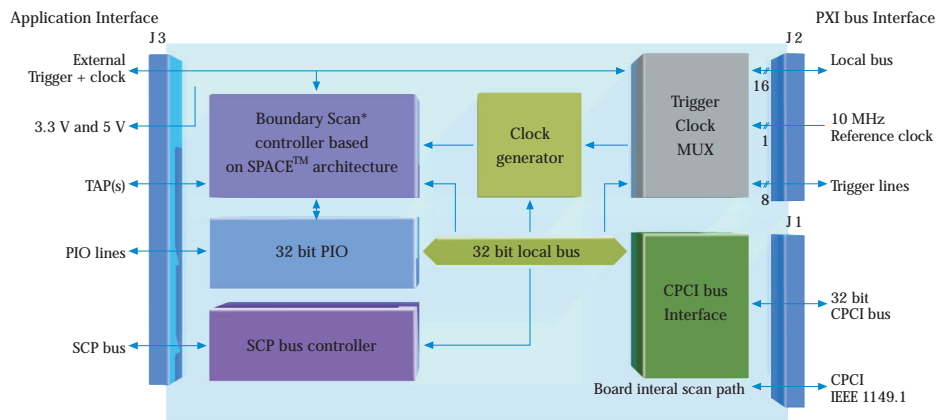 Application Interface
PXI bus Interface
J 3
J 2
External
Trigger + clock
Local bus
16
3.3 V and 5 V
Boundary Scan*
controller based
on SPACE™ architecture
Clock
generator
Trigger
Clock
MUX
10 MHz
Reference clock
1
TAP(s)
Trigger lines
8
J 1
PIO lines
32 bit PIO
32 bit local bus
CPCI bus
Interface
32 bit
CPCI bus
SCP bus
SCP bus controller
Board interal scan path
CPCI
IEEE 1149.1